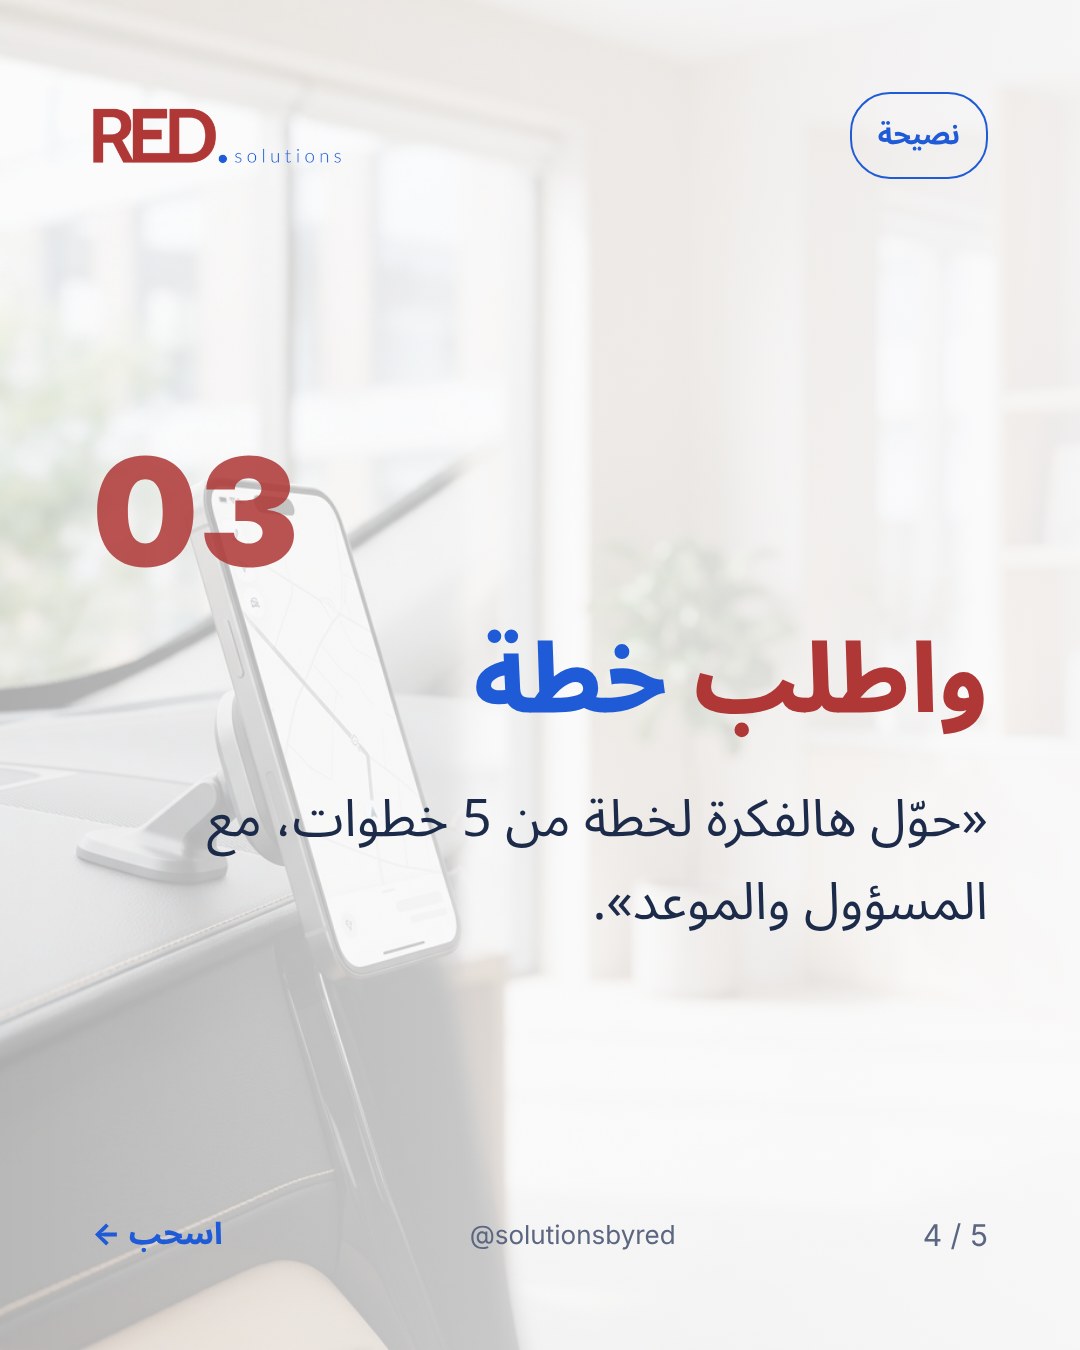 RED.solutions
نصيحة
03
واطلب خطة
«حوّل هالفكرة لخطة من 5 خطوات، مع
المسؤول والموعد».
اسحب ←
@solutionsbyred
4 / 5